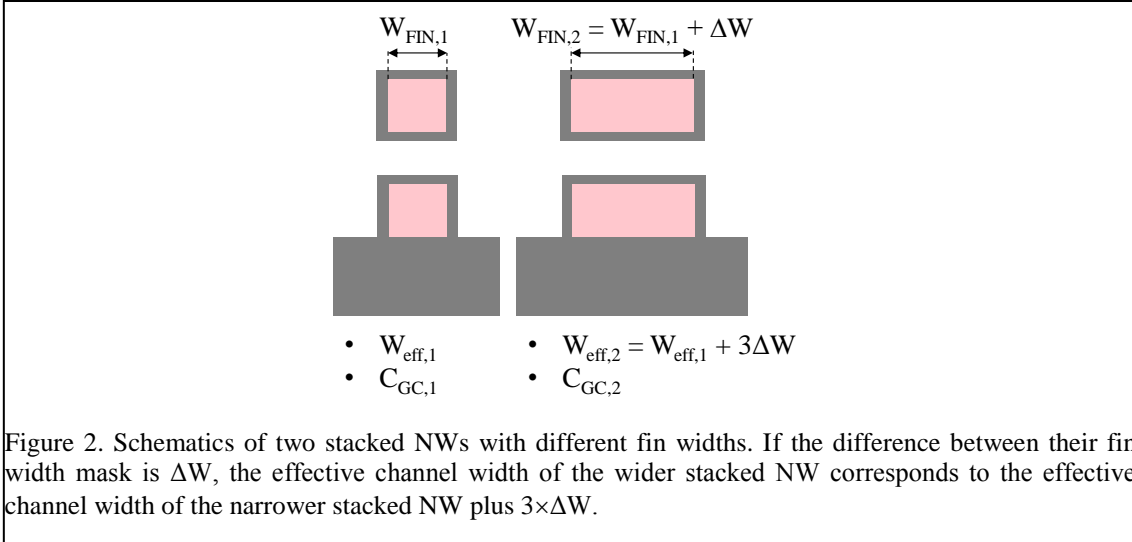 W_FIN,1 W_FIN,2 = W_FIN,1 + ΔW
• W_eff,1 • W_eff,2 = W_eff,1 + 3ΔW
• C_GC,1 • C_GC,2
Figure 2. Schematics of two stacked NWs with different fin widths. If the difference between their fin
width mask is ΔW, the effective channel width of the wider stacked NW corresponds to the effective
channel width of the narrower stacked NW plus 3×ΔW.